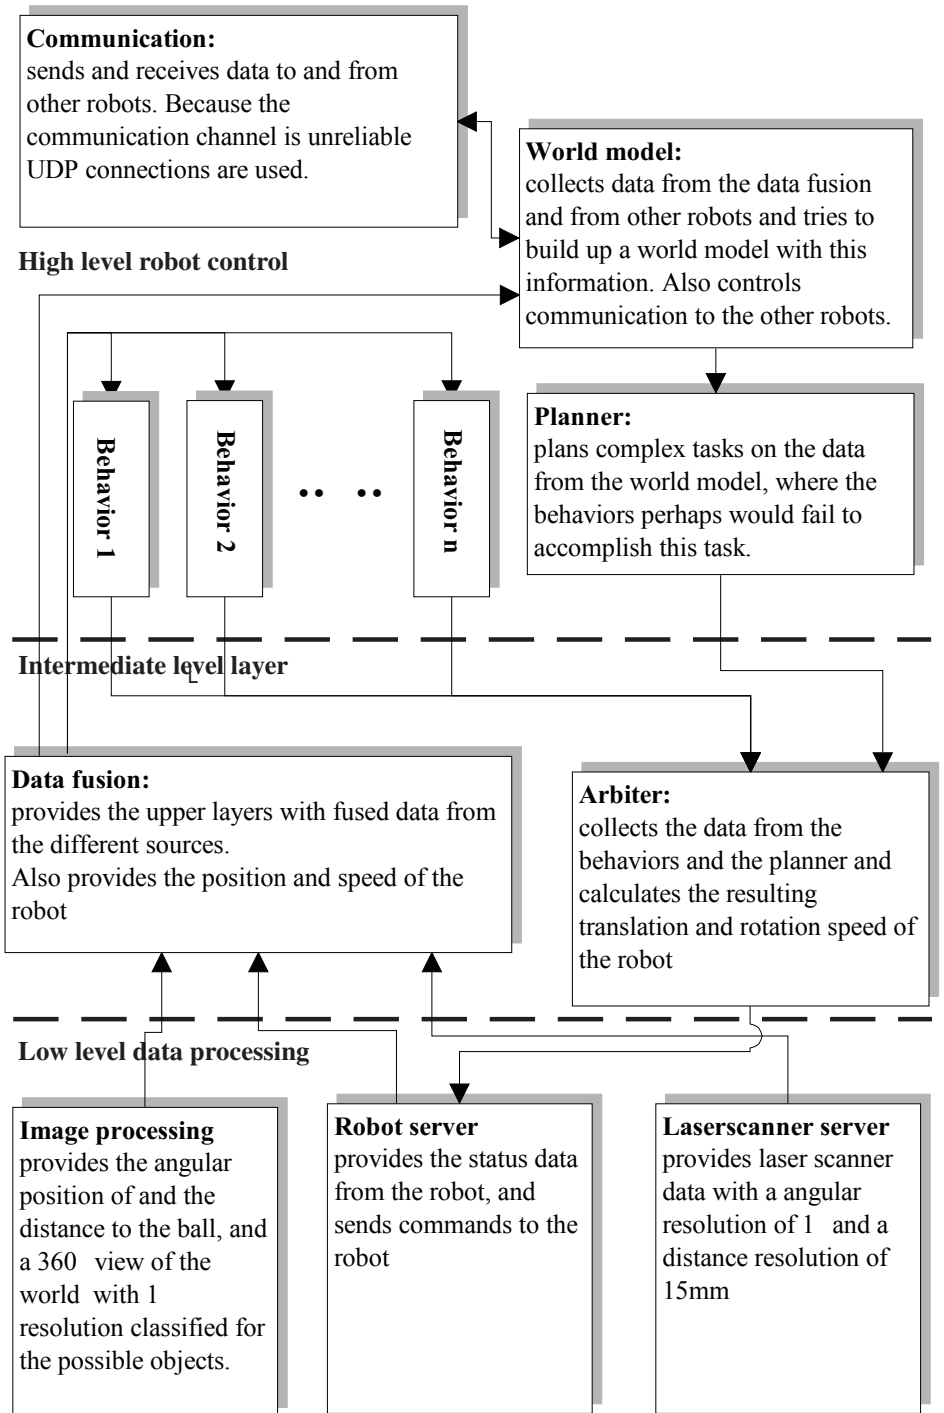 Communication:
sends and receives data to and from
other robots. Because the
communication channel is unreliable
UDP connections are used.
World model:
collects data from the data fusion
and from other robots and tries to
build up a world model with this
information. Also controls
communication to the other robots.
High level robot control
Behavior 1
Behavior 2
.. ..
Behavior n
Planner:
plans complex tasks on the data
from the world model, where the
behaviors perhaps would fail to
accomplish this task.
Intermediate level layer
Data fusion:
provides the upper layers with fused data from
the different sources.
Also provides the position and speed of the
robot
Arbiter:
collects the data from the
behaviors and the planner and
calculates the resulting
translation and rotation speed of
the robot
Low level data processing
Image processing
provides the angular
position of and the
distance to the ball, and
a 360 view of the
world with 1
resolution classified for
the possible objects.
Robot server
provides the status data
from the robot, and
sends commands to the
robot
Laserscanner server
provides laser scanner
data with a angular
resolution of 1 and a
distance resolution of
15mm